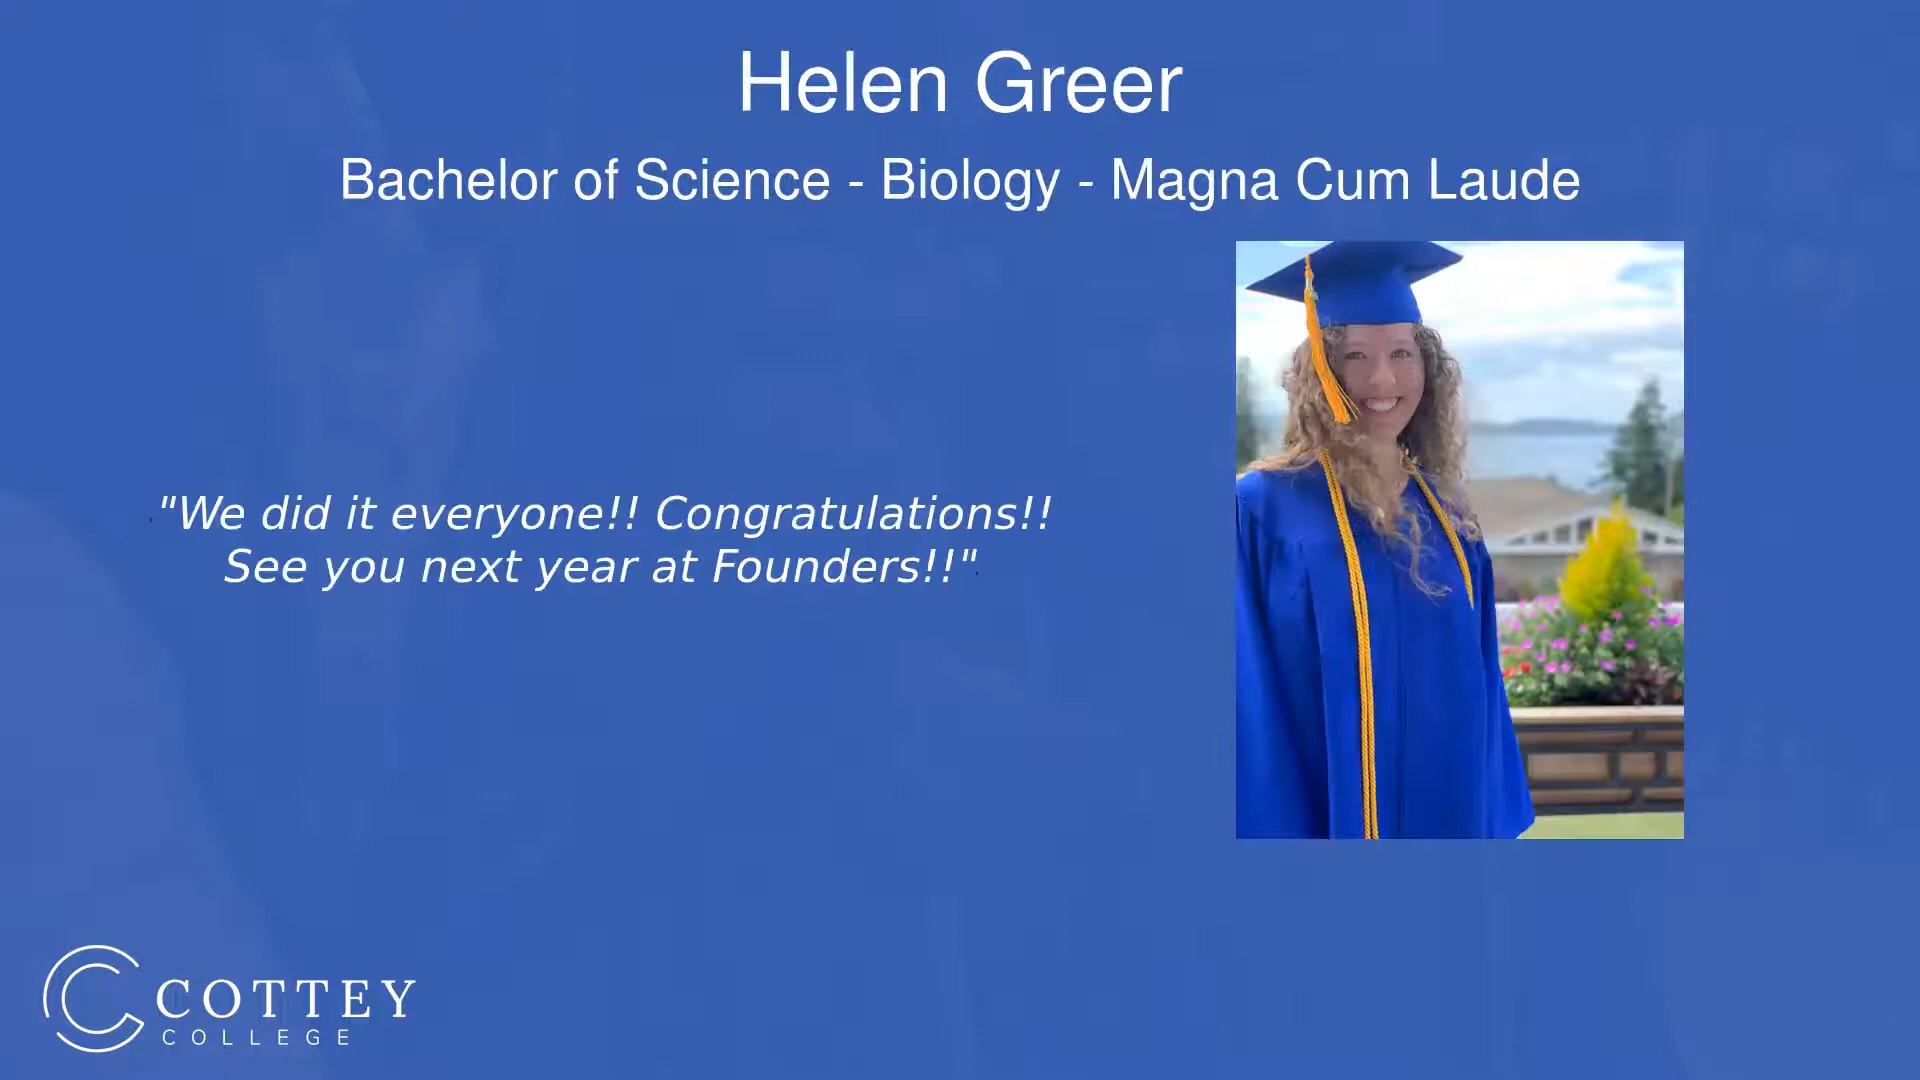 Helen Greer
Bachelor of Science - Biology - Magna Cum Laude
"We did it everyone!! Congratulations!!
See you next year at Founders!!"
COTTEY
COLLEGE